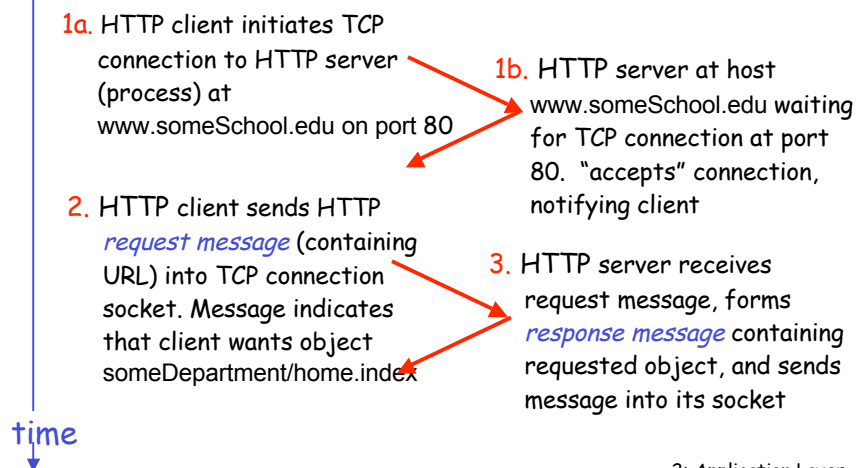 1a. HTTP client initiates TCP
connection to HTTP server
(process) at
www.someSchool.edu on port 80
1b. HTTP server at host
www.someSchool.edu waiting
for TCP connection at port
80. “accepts” connection,
notifying client
2. HTTP client sends HTTP
request message (containing
URL) into TCP connection
socket. Message indicates
that client wants object
someDepartment/home.index
3. HTTP server receives
request message, forms
response message containing
requested object, and sends
message into its socket
time